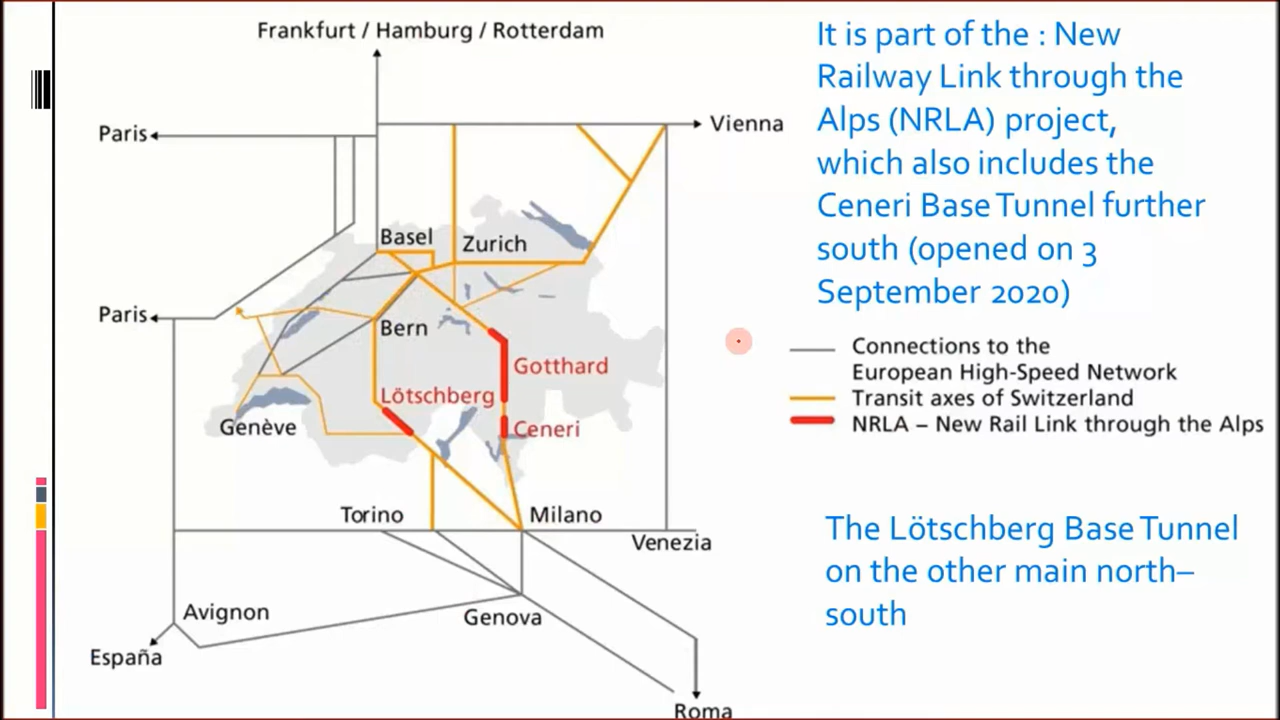 Frankfurt / Hamburg / Rotterdam
Paris
Vienna
Basel
Zurich
Paris
Bern
Gotthard
Lötschberg
Genève
Ceneri
Torino
Milano
Venezia
Avignon
Genova
España
Roma
It is part of the : New
Railway Link through the
Alps (NRLA) project,
which also includes the
Ceneri Base Tunnel further
south (opened on 3
September 2020)
Connections to the
European High-Speed Network
Transit axes of Switzerland
NRLA – New Rail Link through the Alps
The Lötschberg Base Tunnel
on the other main north–
south